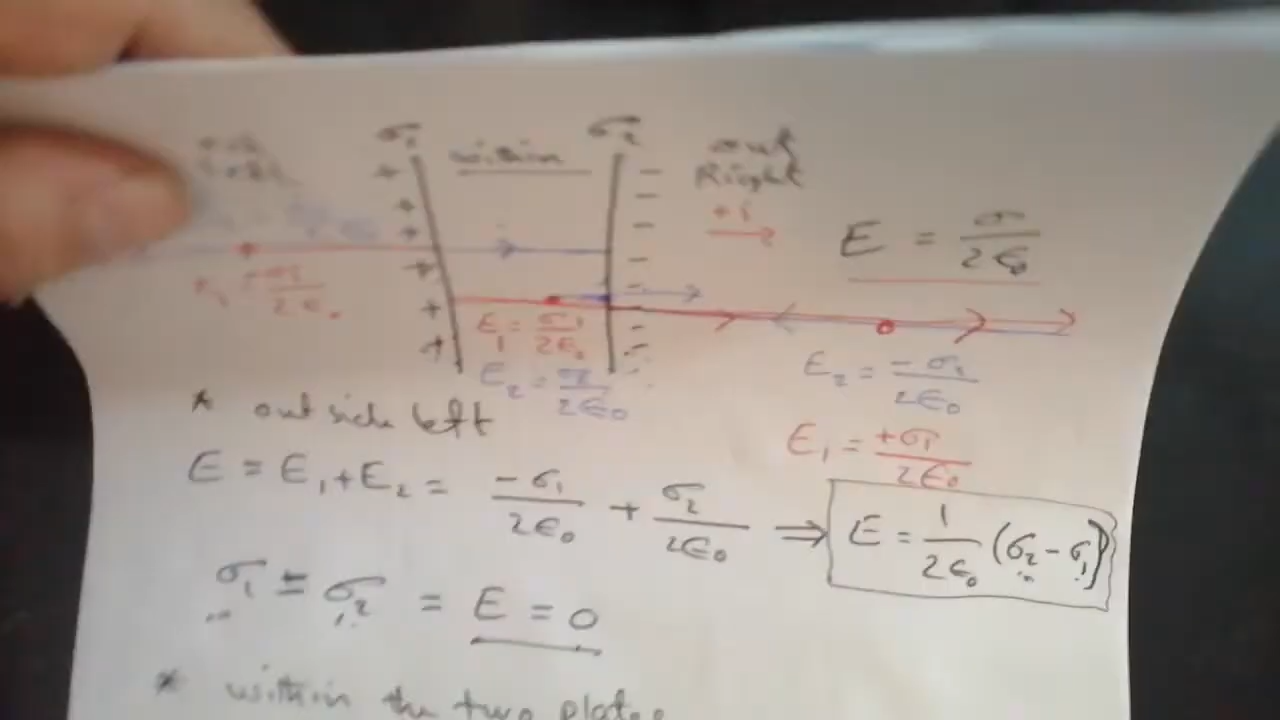 σ₁ σ₂
within out
Right
+i
E = σ/2ε₀
E₁ = σ₁/2ε₀
E₂ = σ₂/2ε₀
E₂ = -σ₂/2ε₀
E₁ = +σ₁/2ε₀
* out side left
E = E₁+E₂ = -σ₁/2ε₀ + σ₂/2ε₀ ⇒ E = 1/2ε₀ (σ₂ - σ₁)
σ₁ = σ₂ = E = 0
* within the two plates